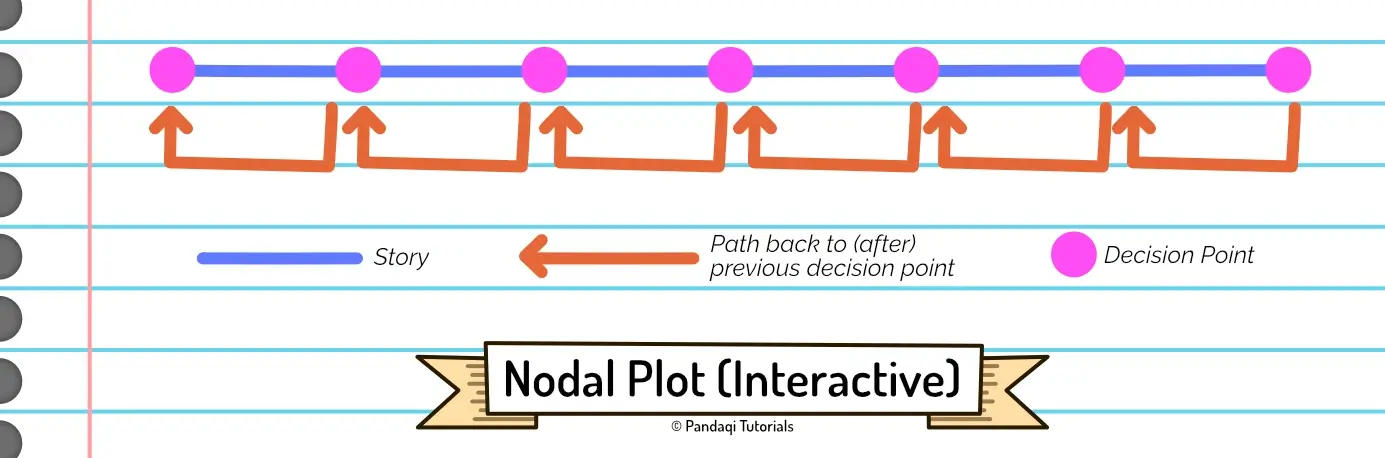 Story
Path back to (after)
previous decision point
Decision Point
Nodal Plot (Interactive)
© Pandaqi Tutorials